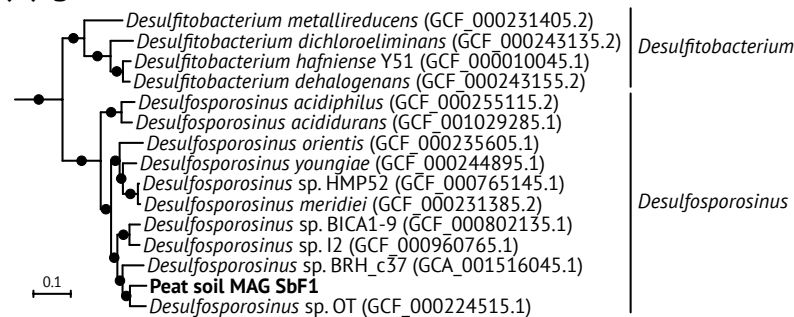 Desulfitobacterium metallireducens (GCF_000231405.2)
Desulfitobacterium dichloroeliminans (GCF_000243135.2)
Desulfitobacterium hafniense Y51 (GCF_000010045.1)
Desulfitobacterium dehalogenans (GCF_000243155.2)
Desulfitobacterium
Desulfosporosinus acidiphilus (GCF_000255115.2)
Desulfosporosinus acididurans (GCF_001029285.1)
Desulfosporosinus orientis (GCF_000235605.1)
Desulfosporosinus youngiae (GCF_000244895.1)
Desulfosporosinus sp. HMP52 (GCF_000765145.1)
Desulfosporosinus meridiei (GCF_000231385.2)
Desulfosporosinus sp. BICA1-9 (GCF_000802135.1)
Desulfosporosinus sp. I2 (GCF_000960765.1)
Desulfosporosinus sp. BRH_c37 (GCA_001516045.1)
Peat soil MAG SbF1
Desulfosporosinus sp. OT (GCF_000224515.1)
Desulfosporosinus
0.1